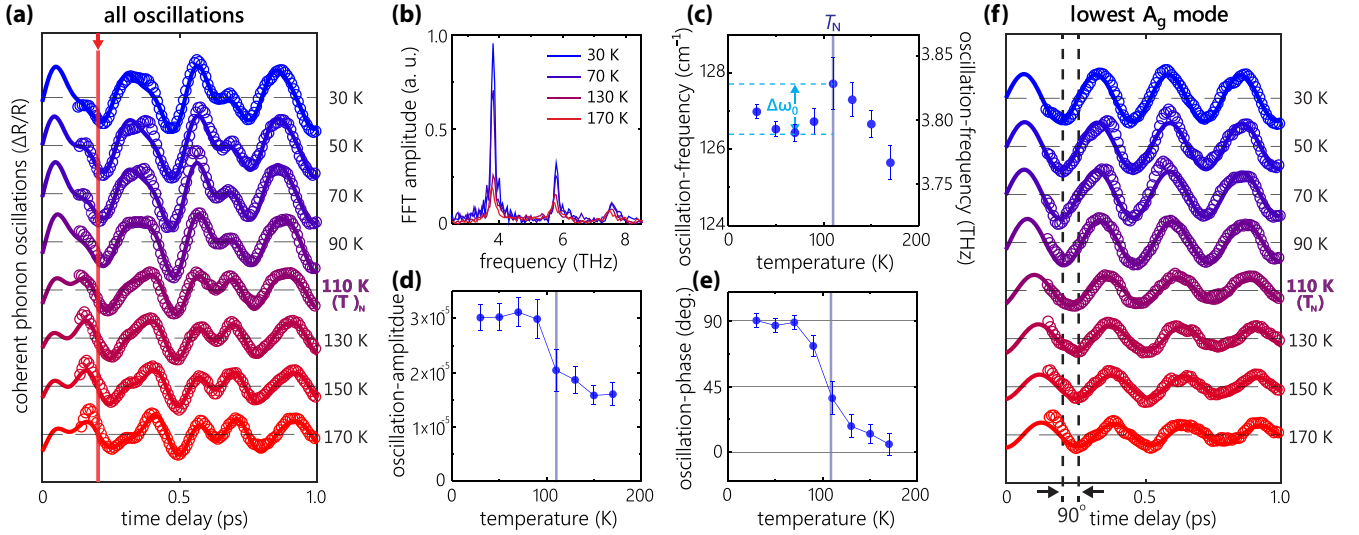 (a)
all oscillations
coherent phonon oscillations (ΔR/R)
30 K
50 K
70 K
90 K
110 K
(T )N
130 K
150 K
170 K
0
0.5
1.0
time delay (ps)
(b)
FFT amplitude (a. u.)
1.0
0.5
0
30 K
70 K
130 K
170 K
4
6
8
frequency (THz)
(c)
TN
oscillation-frequency (cm⁻¹)
128
126
124
Δω₀
3.85
3.80
3.75
oscillation-frequency (THz)
0
100
200
temperature (K)
(d)
oscillation-amplitdue
3x10⁵
2x10⁵
1x10⁵
0
0
100
200
temperature (K)
(e)
oscillation-phase (deg.)
90
45
0
0
100
200
temperature (K)
(f)
lowest Ag mode
30 K
50 K
70 K
90 K
110 K
(TN)
130 K
150 K
170 K
0
0.5
1.0
90°
time delay (ps)